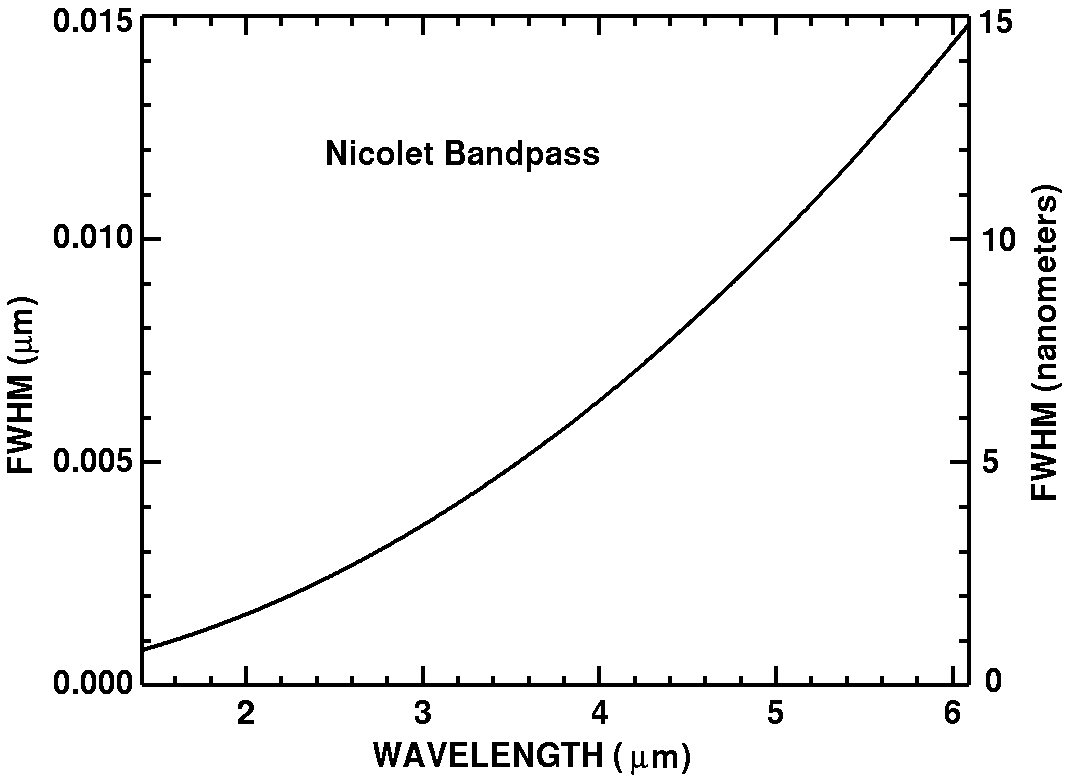 0.015
0.010
0.005
0.000
FWHM (μm)
Nicolet Bandpass
15
10
5
0
FWHM (nanometers)
2 3 4 5 6
WAVELENGTH (μm)